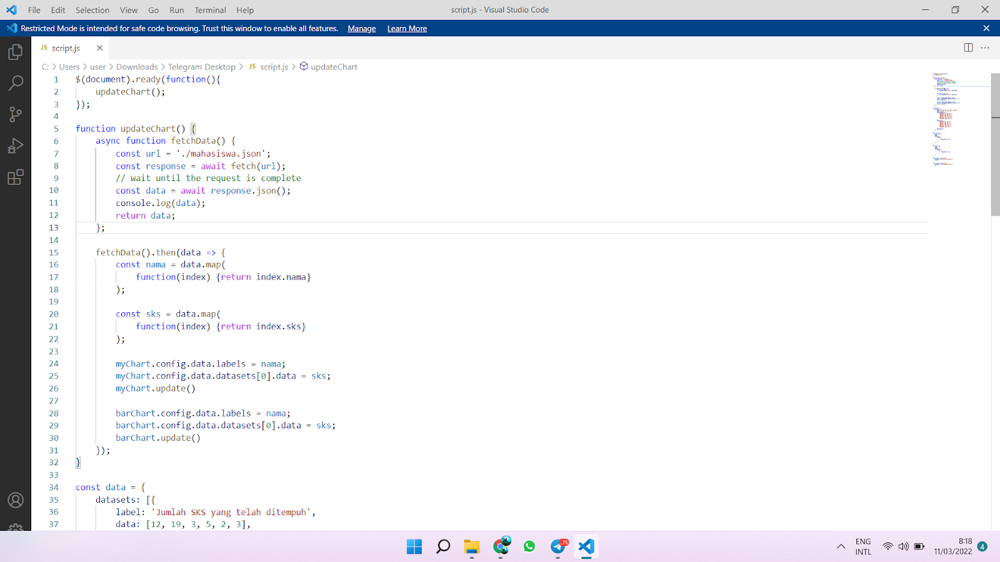 File Edit Selection View Go Run Terminal Help script.js - Visual Studio Code
Restricted Mode is intended for safe code browsing. Trust this window to enable all features. Manage Learn More
JS script.js
C: > Users > user > Downloads > Telegram Desktop > JS script.js > updateChart
1 $(document).ready(function(){
2     updateChart();
3 });
4
5 function updateChart() {
6     async function fetchData() {
7         const url = './mahasiswa.json';
8         const response = await fetch(url);
9         // wait until the request is complete
10         const data = await response.json();
11         console.log(data);
12         return data;
13     };
14
15     fetchData().then(data => {
16         const nama = data.map(
17             function(index) {return index.nama}
18         );
19
20         const sks = data.map(
21             function(index) {return index.sks}
22         );
23
24         myChart.config.data.labels = nama;
25         myChart.config.data.datasets[0].data = sks;
26         myChart.update()
27
28         barChart.config.data.labels = nama;
29         barChart.config.data.datasets[0].data = sks;
30         barChart.update()
31     });
32 }
33
34 const data = {
35     datasets: [{
36         label: 'Jumlah SKS yang telah ditempuh',
37         data: [12, 19, 3, 5, 2, 3],
ENG
INTL
8:18
11/03/2022
4